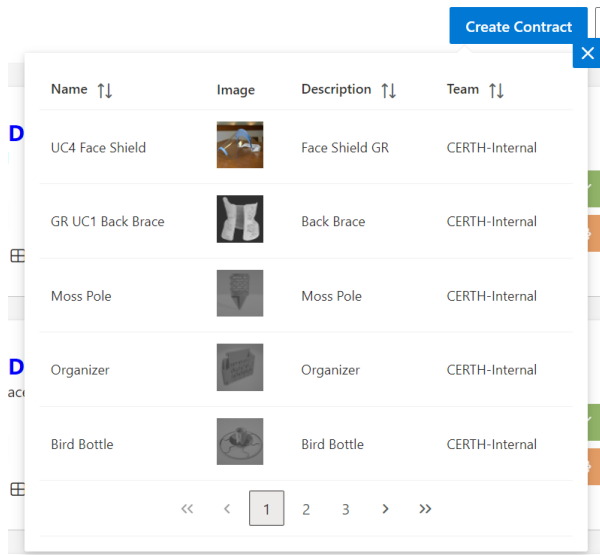 Create Contract
Name Image Description Team
UC4 Face Shield Face Shield GR CERTH-Internal
GR UC1 Back Brace Back Brace CERTH-Internal
Moss Pole Moss Pole CERTH-Internal
Organizer Organizer CERTH-Internal
Bird Bottle Bird Bottle CERTH-Internal
1 2 3
D
D